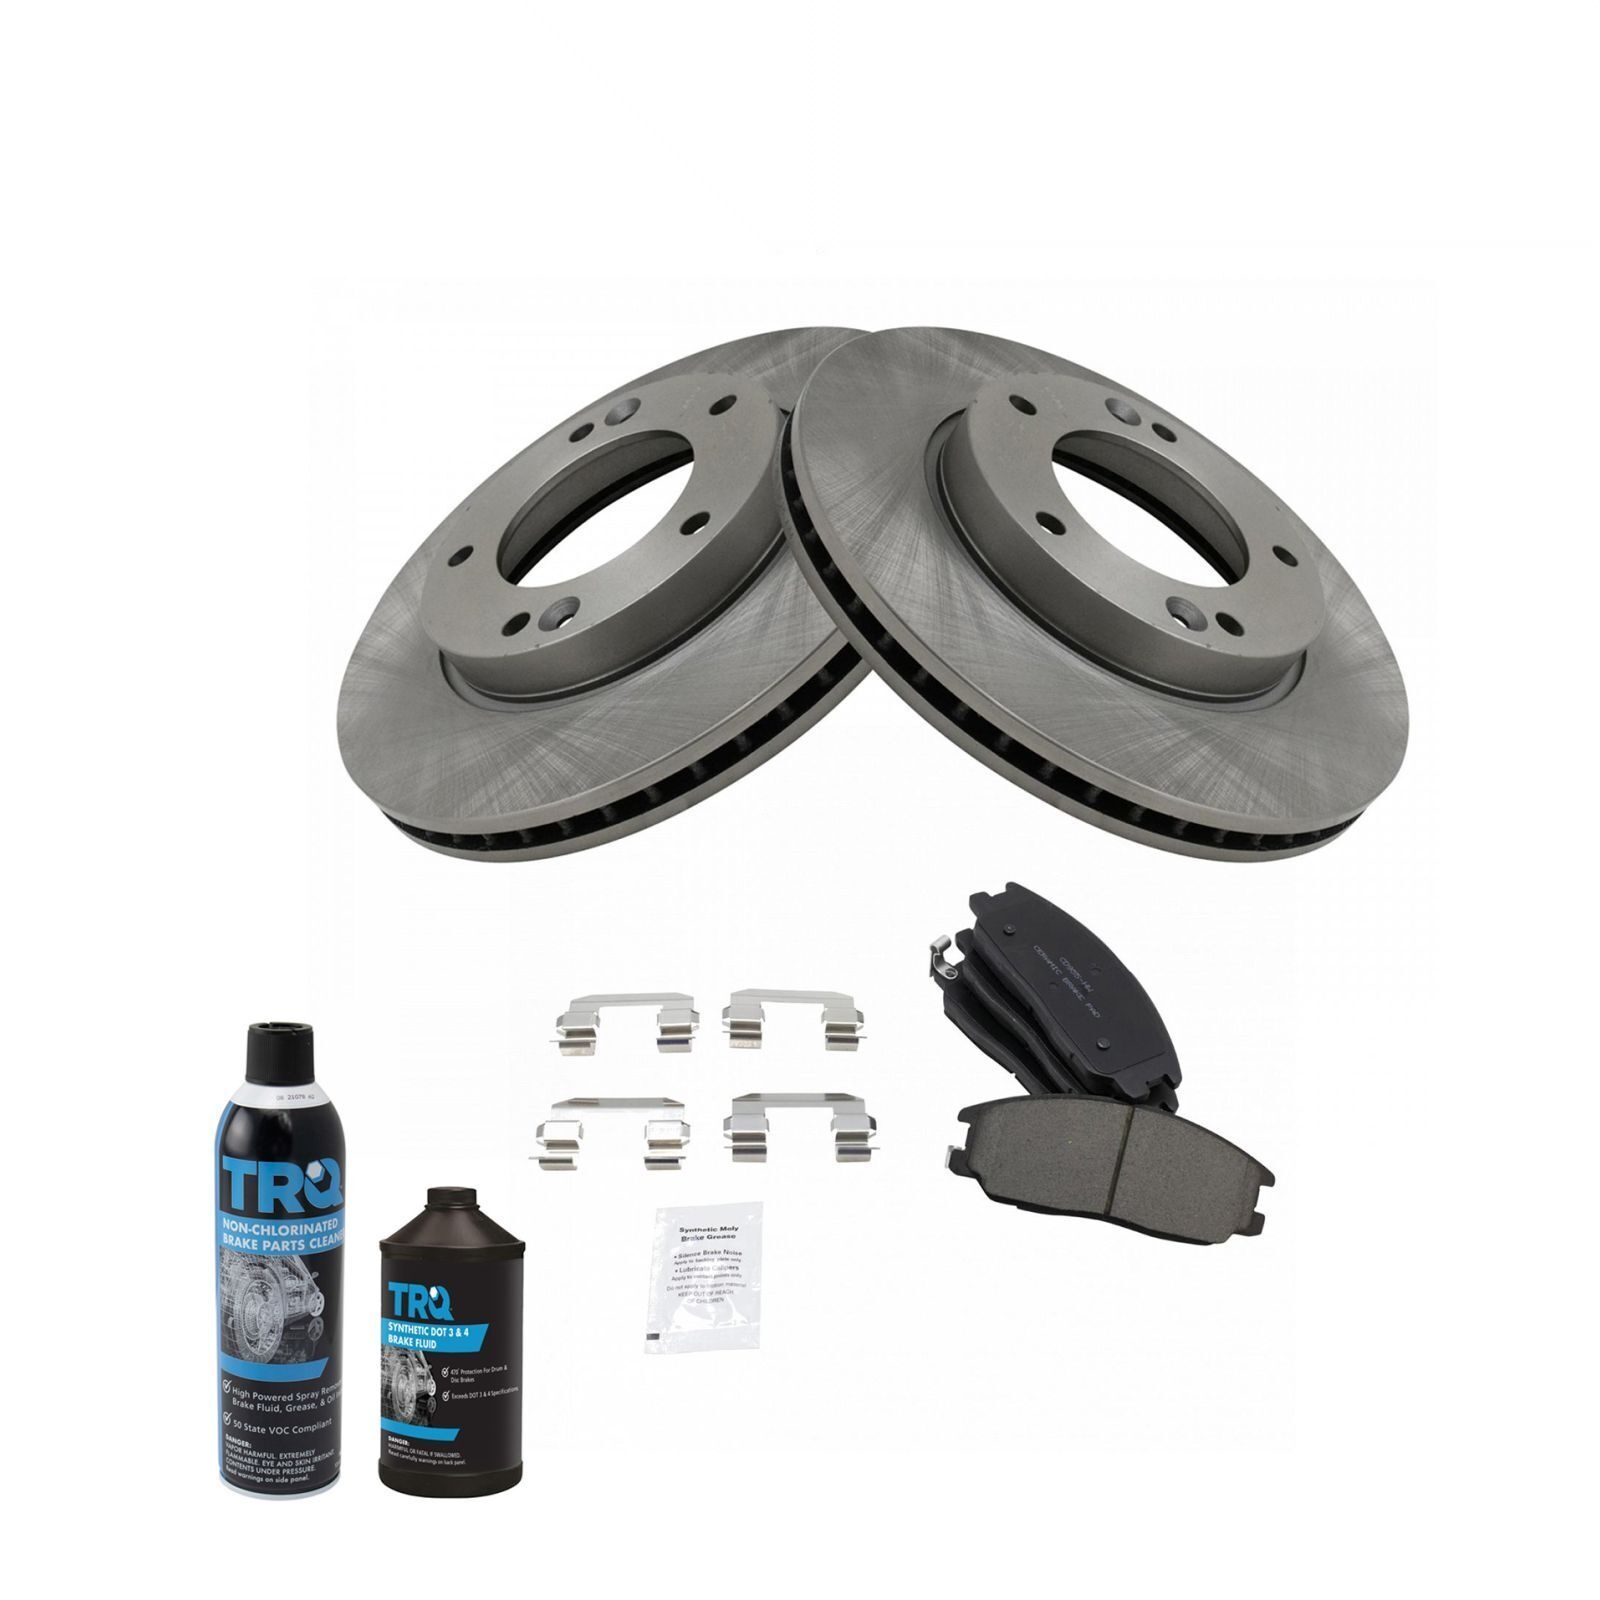 CD905-HW
CERAMIC BRAKE PAD
TRQ
NON-CHLORINATED
BRAKE PARTS CLEANER
High Powered Spray
Brake Fluid, Grease, & Oil
50 State VOC Compliant
DANGER:
VAPOR HARMFUL. EXTREMELY
FLAMMABLE. EYE AND SKIN IRRITANT.
CONTENTS UNDER PRESSURE.
Read warnings on side panel.
TRQ
SYNTHETIC DOT 3 & 4
BRAKE FLUID
470° Protection For Drum &
Disc Brakes
Exceeds DOT 3 & 4 Specifications
DANGER:
HARMFUL OR FATAL IF SWALLOWED.
Read carefully warnings on back panel.
Synthetic Moly
Brake Grease
• Silence Brake Noise
Apply to backing plate only
• Lubricate Calipers
Apply to contact points only
Do not apply to friction material
KEEP OUT OF REACH
OF CHILDREN